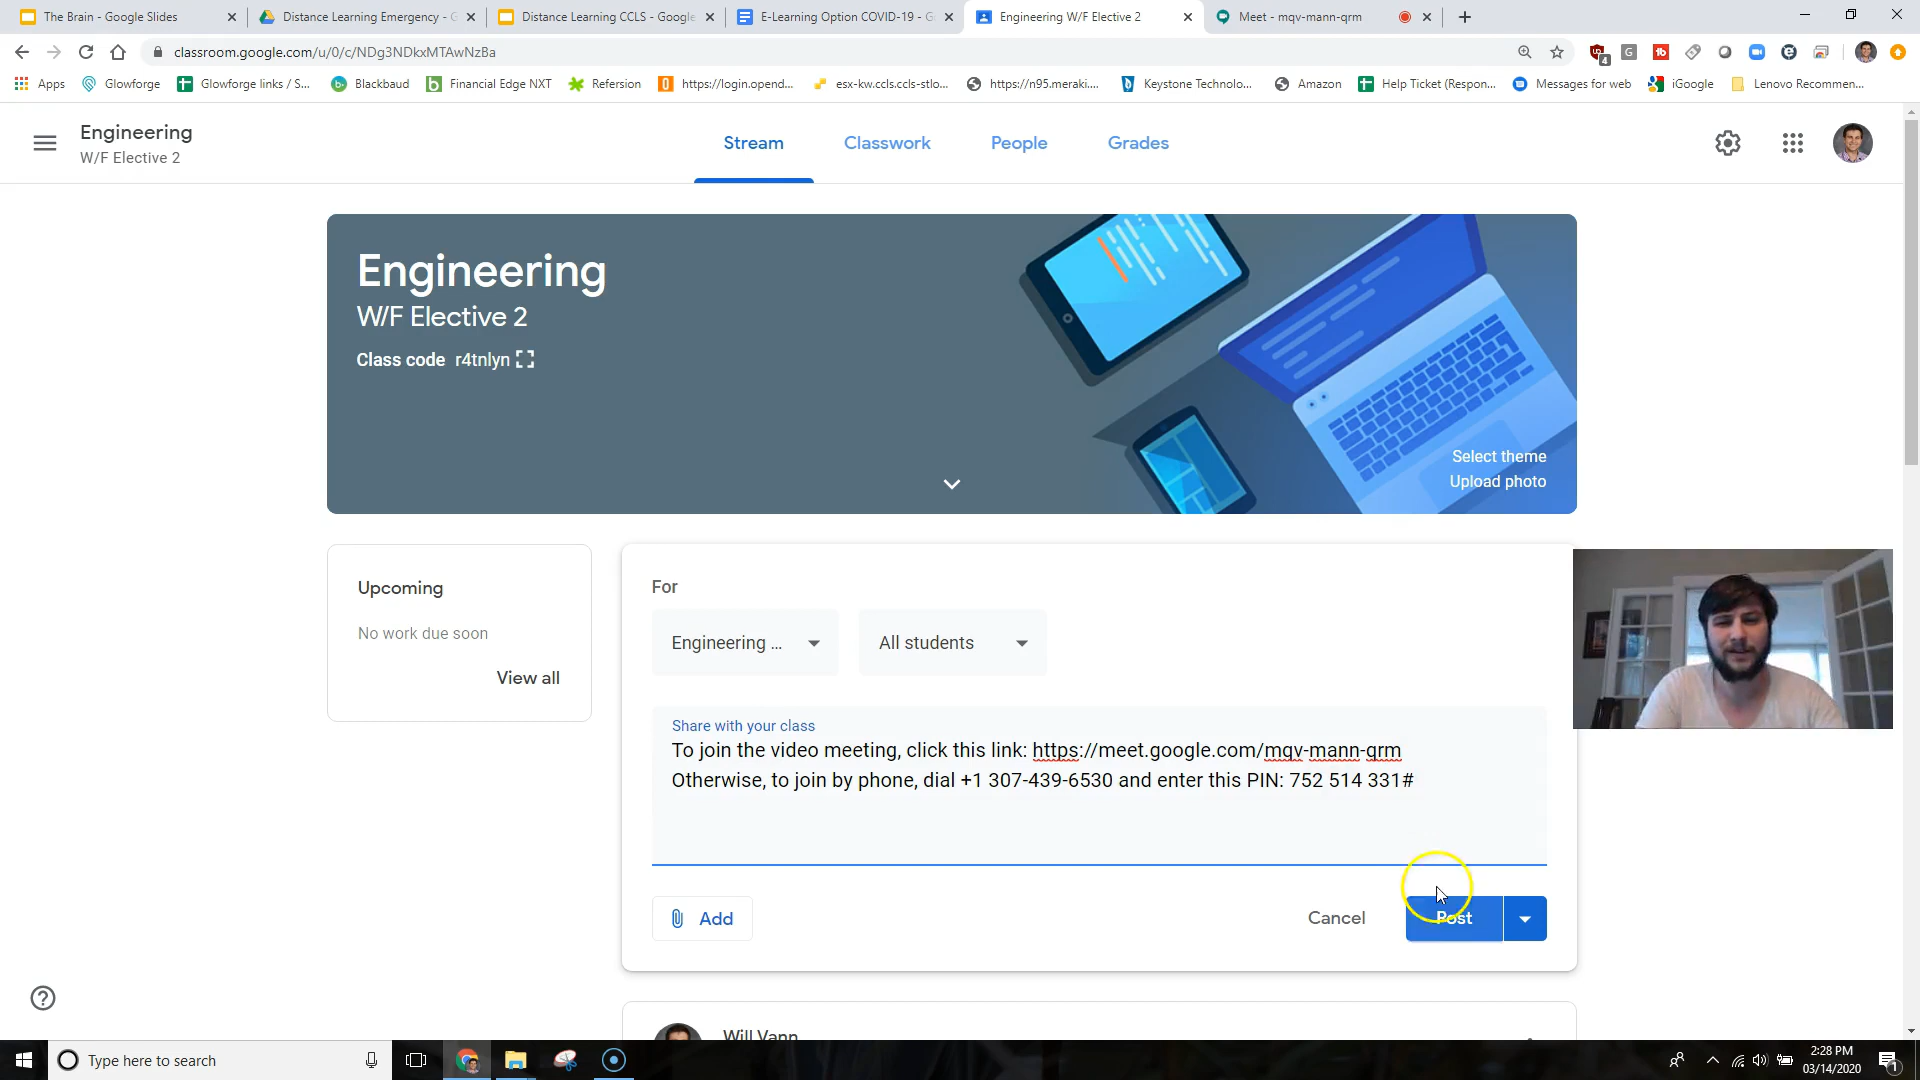 The Brain - Google Slides
Distance Learning Emergency - G
Distance Learning CCLS - Google
E-Learning Option COVID-19 - G
Engineering W/F Elective 2
Meet - mqv-mann-qrm
classroom.google.com/u/0/c/NDg3NDkxMTAwNzBa
4
Apps
Glowforge
Glowforge links / S...
Blackbaud
Financial Edge NXT
Refersion
https://login.opend...
esx-kw.ccls.ccls-stlo...
https://n95.meraki....
Keystone Technolo...
Amazon
Help Ticket (Respon...
Messages for web
iGoogle
Lenovo Recommen...
Engineering
W/F Elective 2
Stream
Classwork
People
Grades
Engineering
W/F Elective 2
Class code r4tnlyn
Select theme
Upload photo
Upcoming
No work due soon
View all
For
Engineering ...
All students
Share with your class
To join the video meeting, click this link: https://meet.google.com/mqv-mann-qrm
Otherwise, to join by phone, dial +1 307-439-6530 and enter this PIN: 752 514 331#
Add
Cancel
Post
Will Vann
Type here to search
2:28 PM
03/14/2020
1